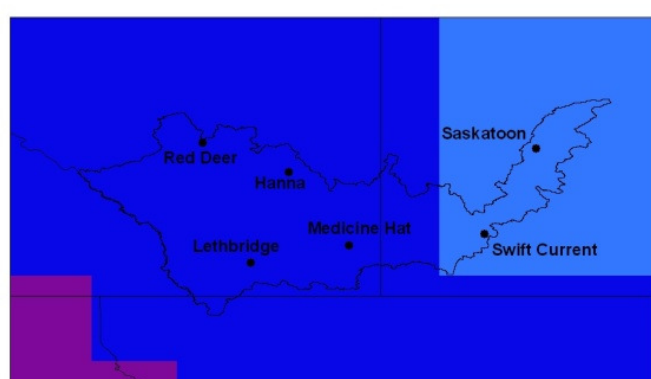 Saskatoon
Red Deer
Hanna
Medicine Hat
Lethbridge
Swift Current